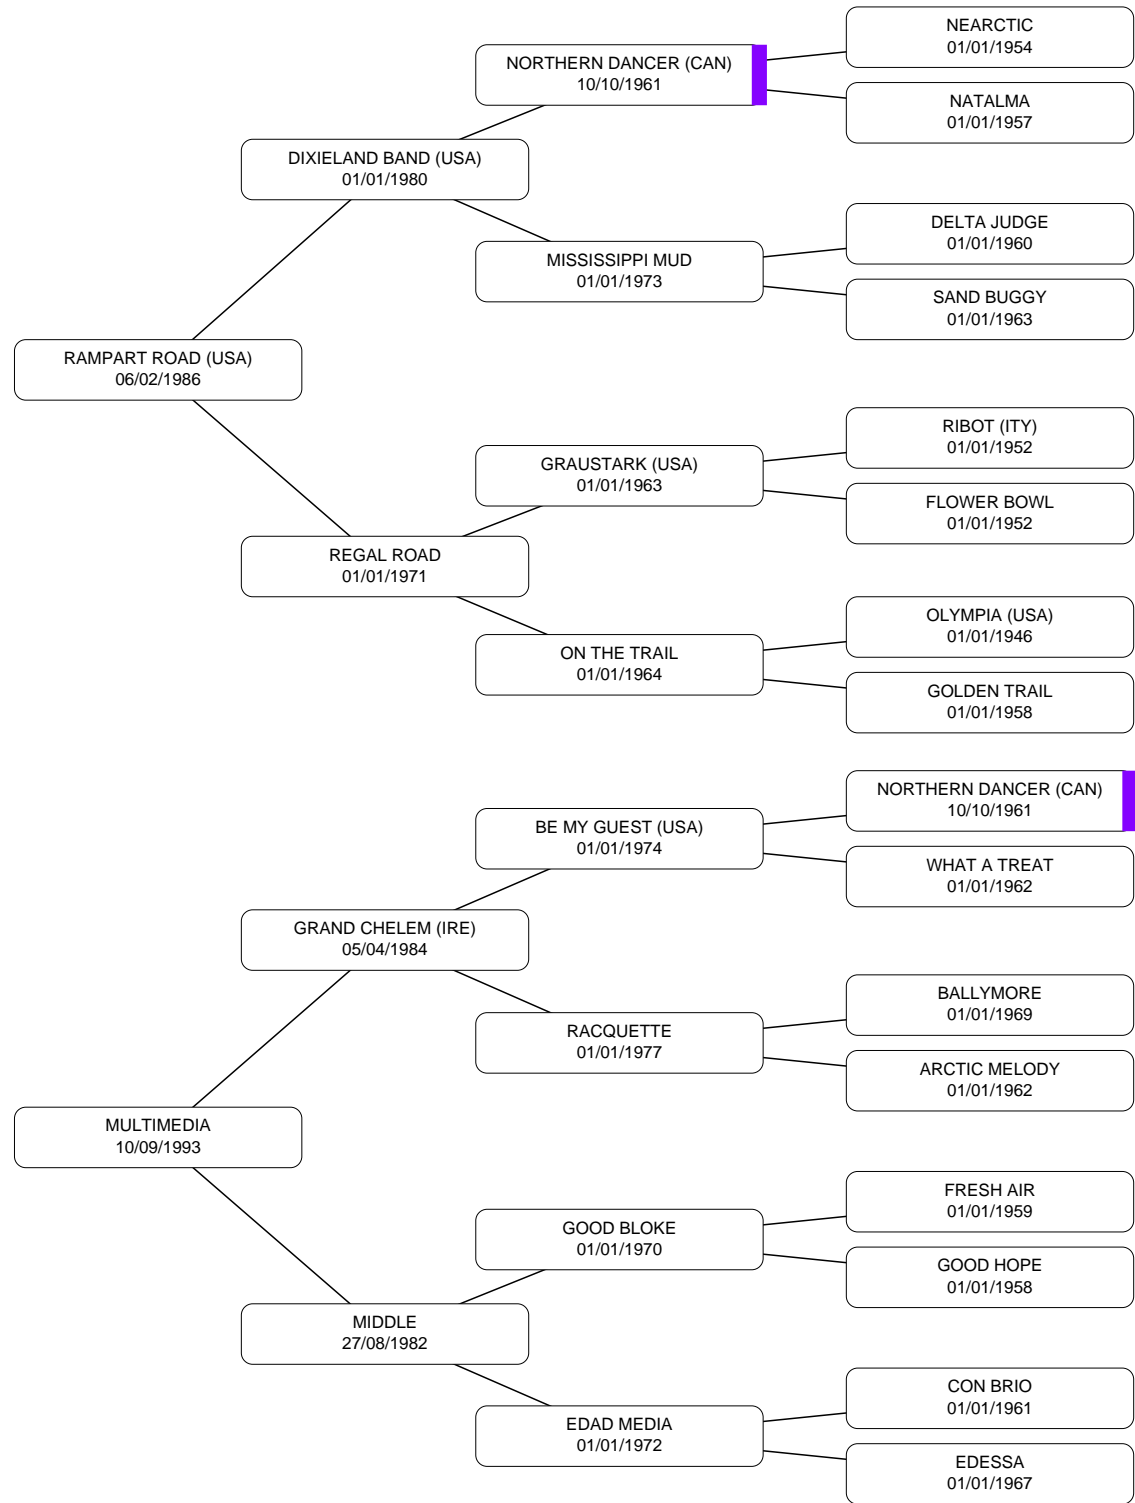 NEARCTIC
01/01/1954
NORTHERN DANCER (CAN)
10/10/1961
NATALMA
01/01/1957
DIXIELAND BAND (USA)
01/01/1980
DELTA JUDGE
01/01/1960
MISSISSIPPI MUD
01/01/1973
SAND BUGGY
01/01/1963
RAMPART ROAD (USA)
06/02/1986
RIBOT (ITY)
01/01/1952
GRAUSTARK (USA)
01/01/1963
FLOWER BOWL
01/01/1952
REGAL ROAD
01/01/1971
OLYMPIA (USA)
01/01/1946
ON THE TRAIL
01/01/1964
GOLDEN TRAIL
01/01/1958
NORTHERN DANCER (CAN)
10/10/1961
BE MY GUEST (USA)
01/01/1974
WHAT A TREAT
01/01/1962
GRAND CHELEM (IRE)
05/04/1984
BALLYMORE
01/01/1969
RACQUETTE
01/01/1977
ARCTIC MELODY
01/01/1962
MULTIMEDIA
10/09/1993
FRESH AIR
01/01/1959
GOOD BLOKE
01/01/1970
GOOD HOPE
01/01/1958
MIDDLE
27/08/1982
CON BRIO
01/01/1961
EDAD MEDIA
01/01/1972
EDESSA
01/01/1967